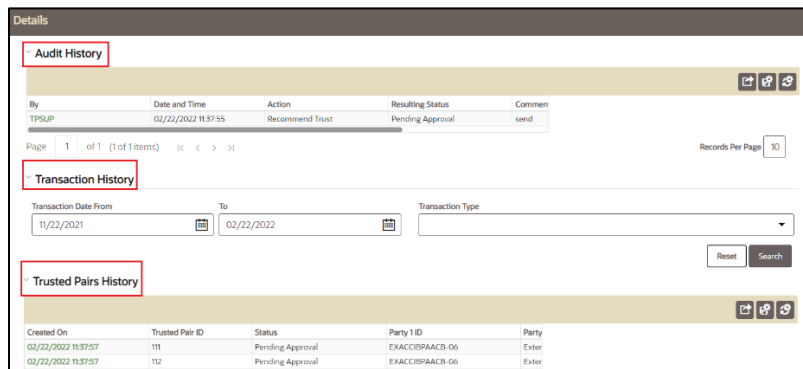 Details
Audit History
By Date and Time Action Resulting Status Commen
TPSUP 02/22/2022 11:37:55 Recommend Trust Pending Approval send
Page 1 of 1 (1 of 1 items) Records Per Page 10
Transaction History
Transaction Date From To Transaction Type
11/22/2021 02/22/2022
Reset Search
Trusted Pairs History
Created On Trusted Pair ID Status Party 1 ID Party
02/22/2022 11:37:57 111 Pending Approval EXACCIBPAACB-06 Exter
02/22/2022 11:37:57 112 Pending Approval EXACCIBPAACB-06 Exter